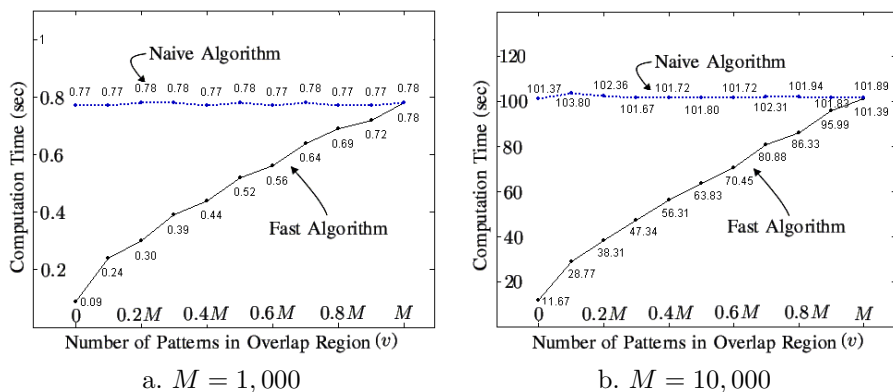 1
0.8
0.6
0.4
0.2
Computation Time (sec)
Naive Algorithm
0.77 0.77 0.78 0.78 0.77 0.78 0.77 0.78 0.77 0.77 0.78
0.09 0.24 0.30 0.39 0.44 0.52 0.56 0.64 0.69 0.72 0.78
Fast Algorithm
0 0.2M 0.4M 0.6M 0.8M M
Number of Patterns in Overlap Region (v)
a. M = 1,000
120
100
80
60
40
20
Computation Time (sec)
Naive Algorithm
101.37 103.80 102.36 101.67 101.72 101.80 101.72 102.31 101.94 101.83 101.89
11.67 28.77 38.31 47.34 56.31 63.83 70.45 80.88 86.33 95.99 101.39
Fast Algorithm
0 0.2M 0.4M 0.6M 0.8M M
Number of Patterns in Overlap Region (v)
b. M = 10,000